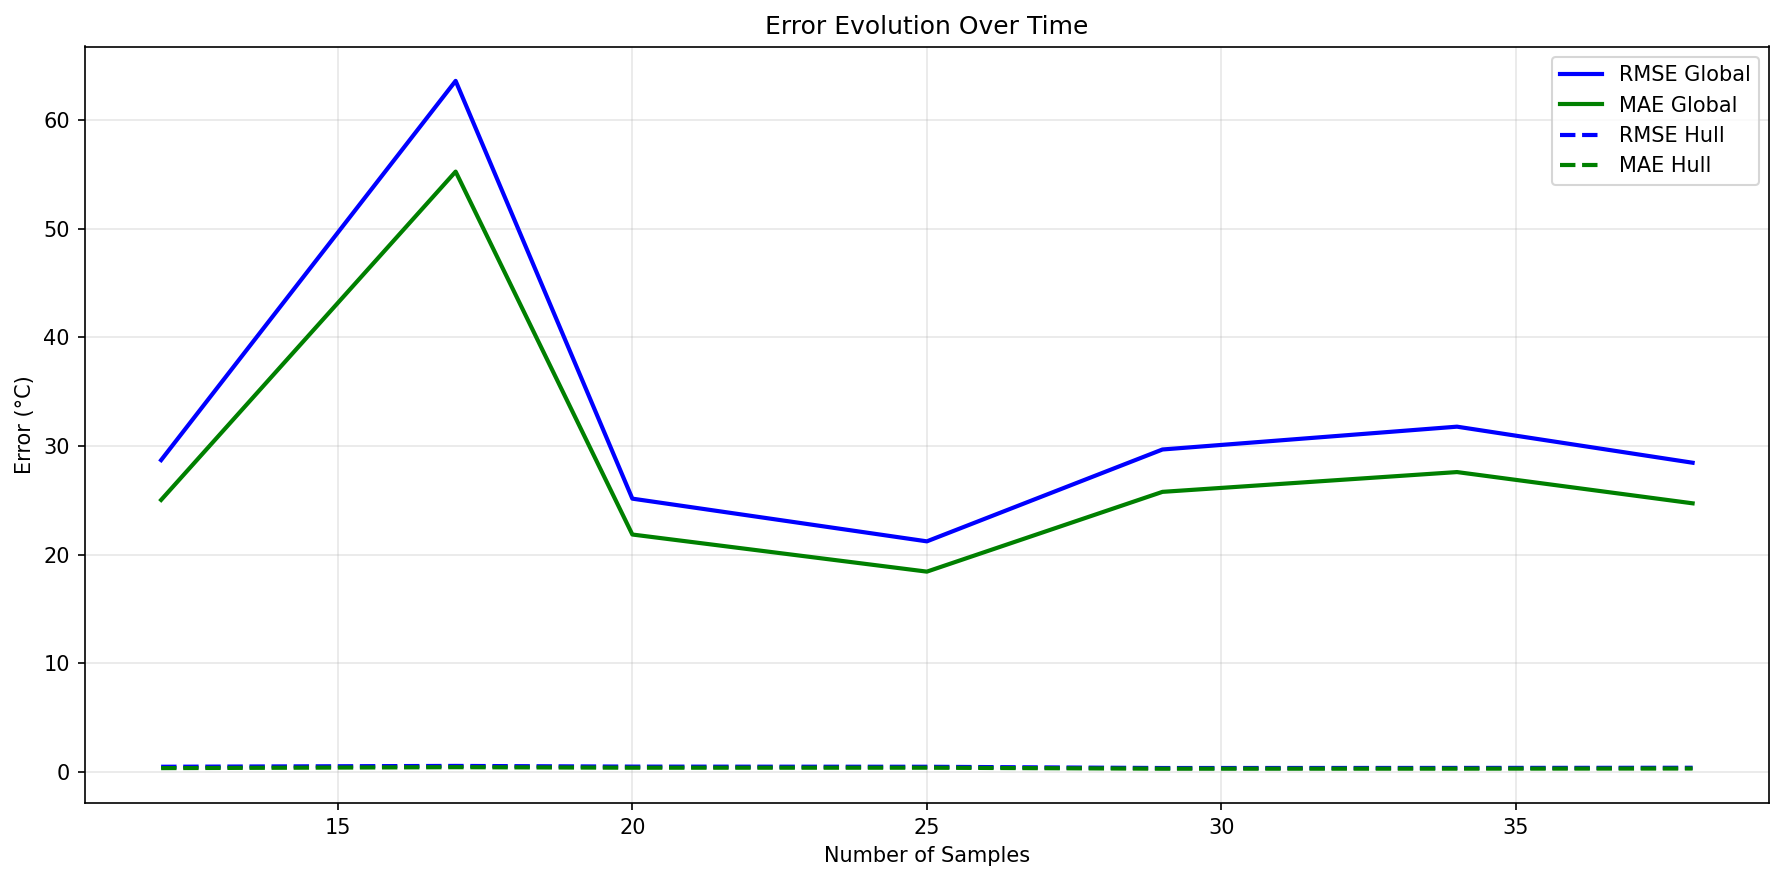 Error Evolution Over Time
RMSE Global
MAE Global
RMSE Hull
MAE Hull
Error (°C)
60
50
40
30
20
10
0
15
20
25
30
35
Number of Samples